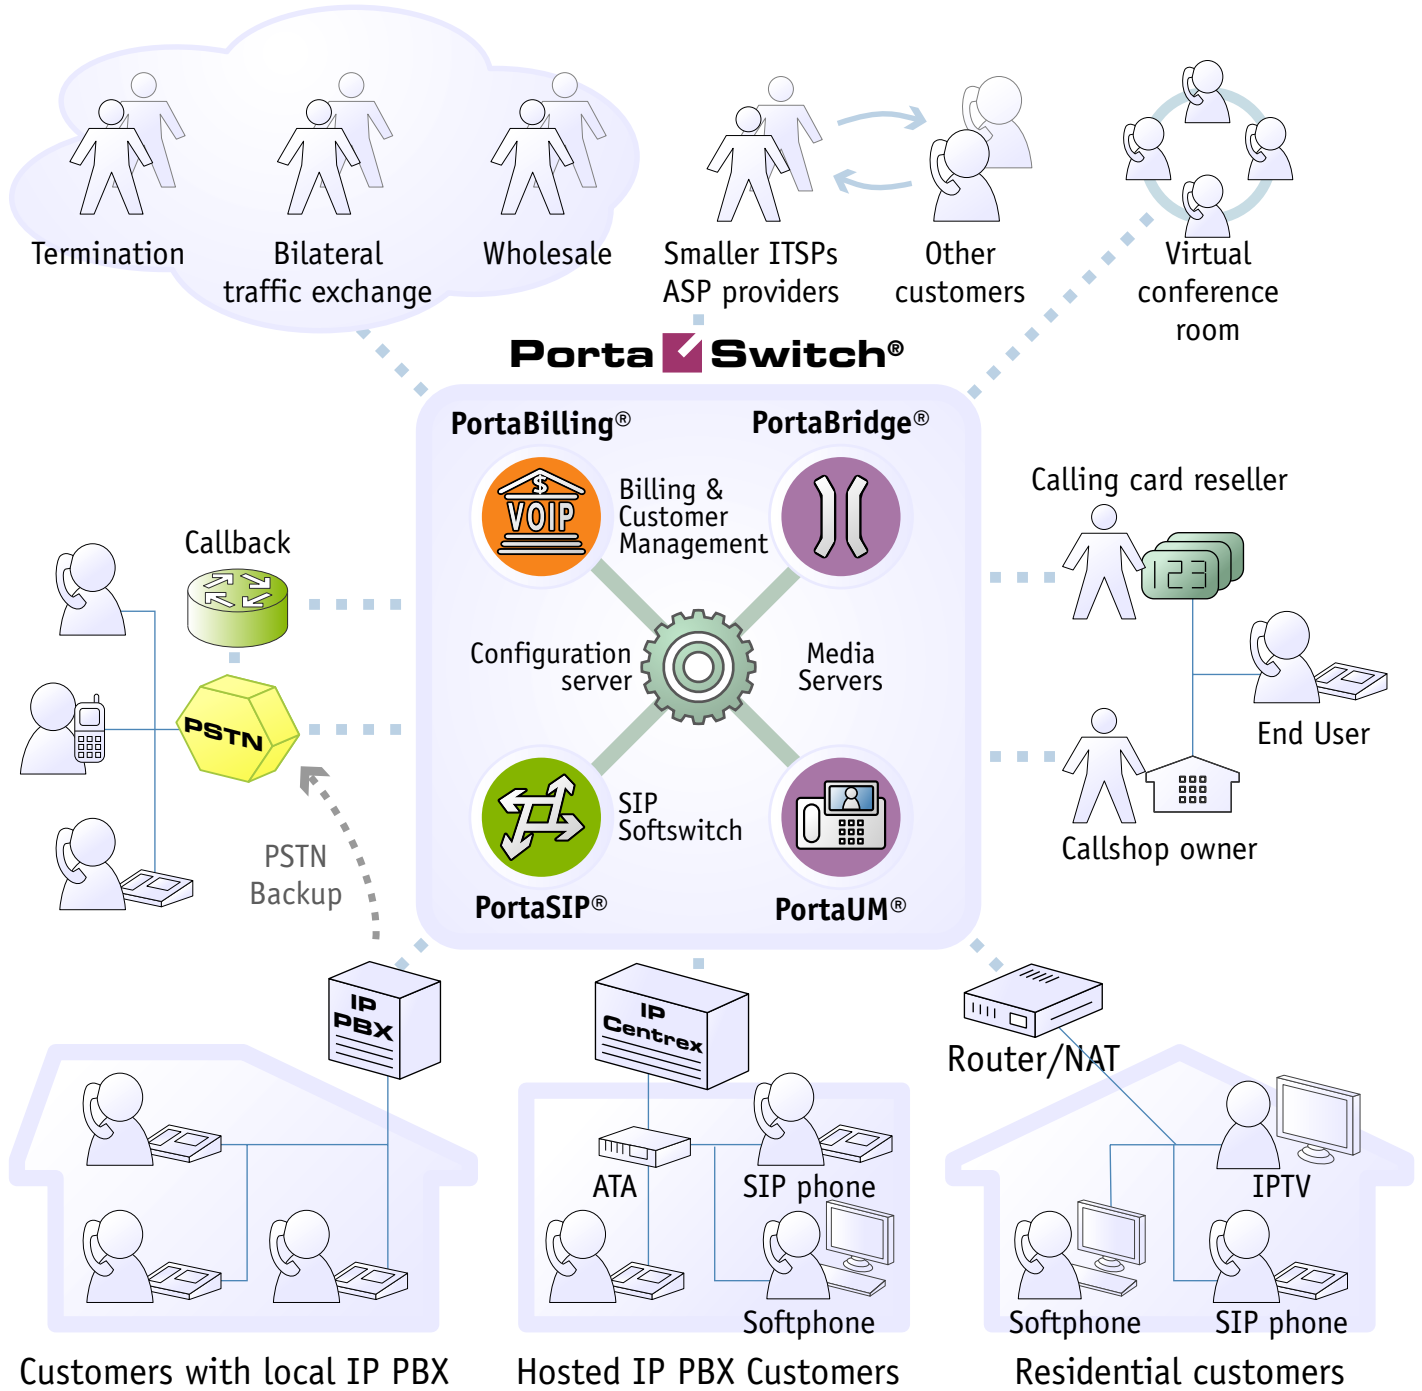 Termination
Bilateral
traffic exchange
Wholesale
Smaller ITSPs
ASP providers
Other
customers
Virtual
conference
room
Porta Switch®
PortaBilling®
PortaBridge®
$
VOIP
Billing &
Customer
Management
Calling card reseller
123
Callback
Configuration
server
Media
Servers
PSTN
End User
SIP
Softswitch
Callshop owner
PSTN
Backup
PortaSIP®
PortaUM®
IP
PBX
IP
Centrex
Router/NAT
ATA
SIP phone
IPTV
Softphone
Softphone
SIP phone
Customers with local IP PBX
Hosted IP PBX Customers
Residential customers